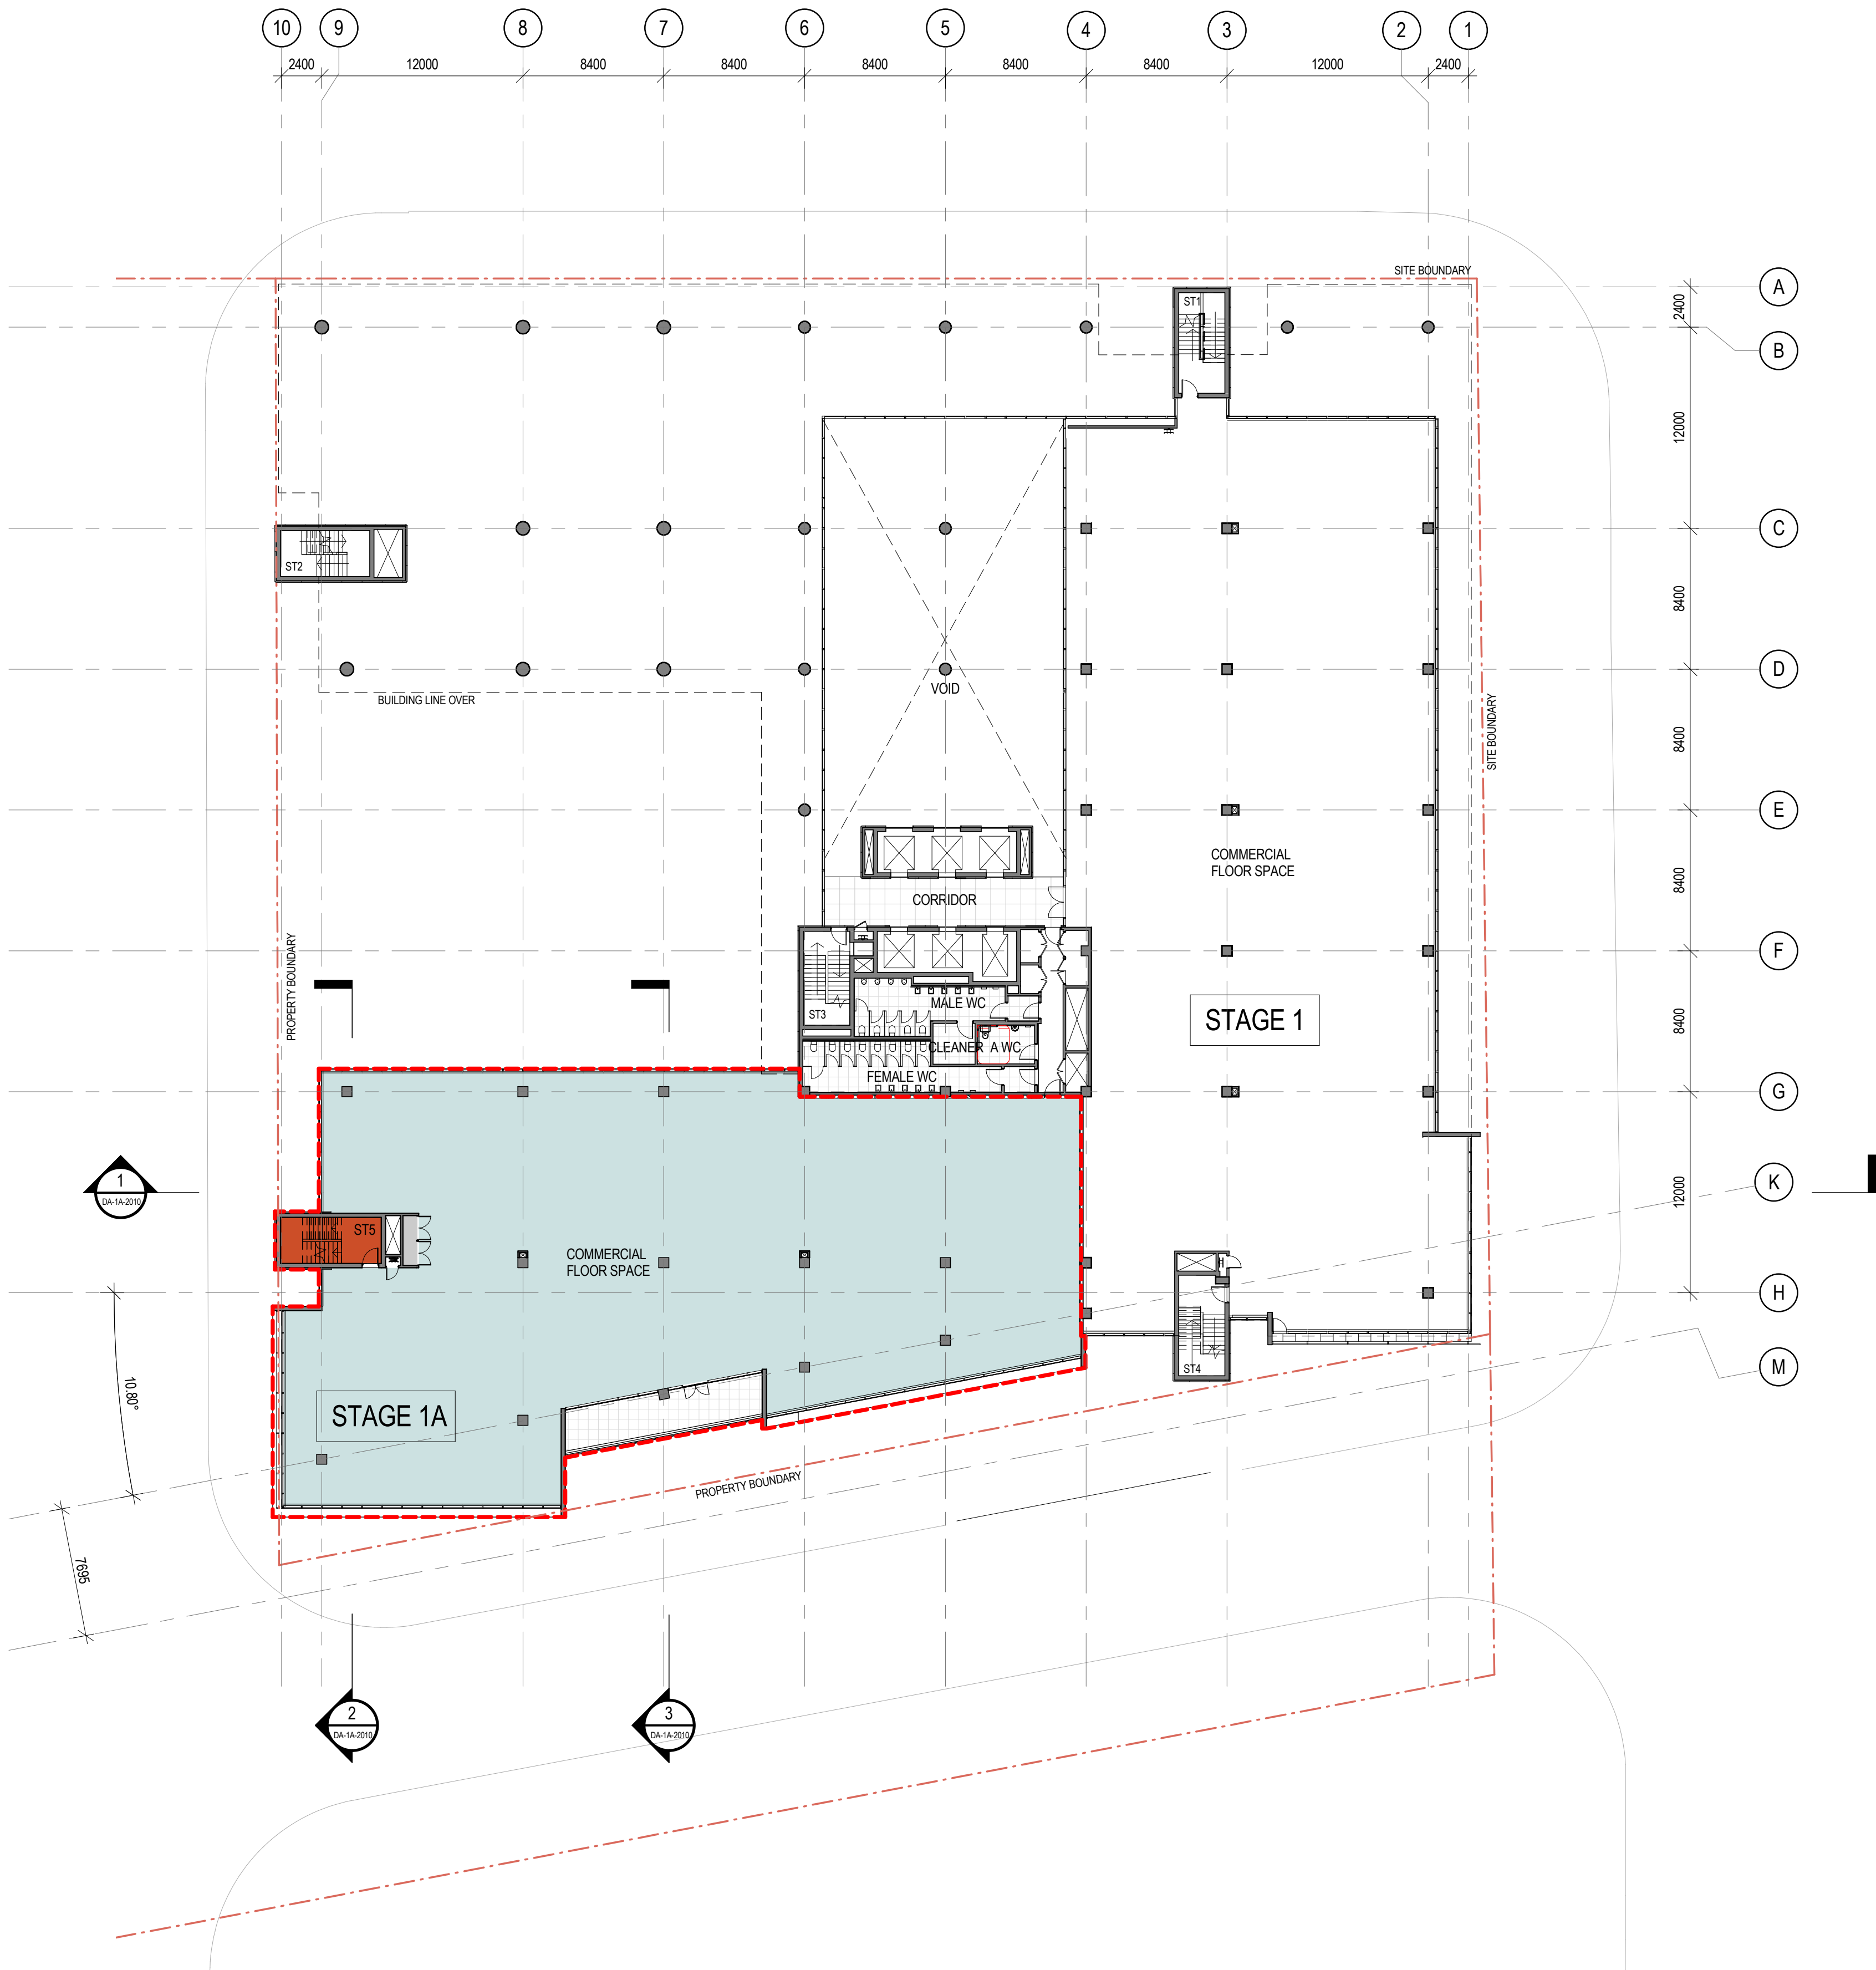 10 9 8 7 6 5 4 3 2 1
2400 12000 8400 8400 8400 8400 8400 12000 2400
SITE BOUNDARY
A
2400
ST1
B
12000
C
ST2
8400
D
VOID
BUILDING LINE OVER
SITE BOUNDARY
8400
E
COMMERCIAL
FLOOR SPACE
8400
CORRIDOR
PROPERTY BOUNDARY
F
MALE WC
ST3
STAGE 1
8400
CLEANER A WC
FEMALE WC
G
1
DA-1A-2010
K
12000
ST5
COMMERCIAL
FLOOR SPACE
H
ST4
M
10.80°
STAGE 1A
PROPERTY BOUNDARY
7695
2
DA-1A-2010
3
DA-1A-2010